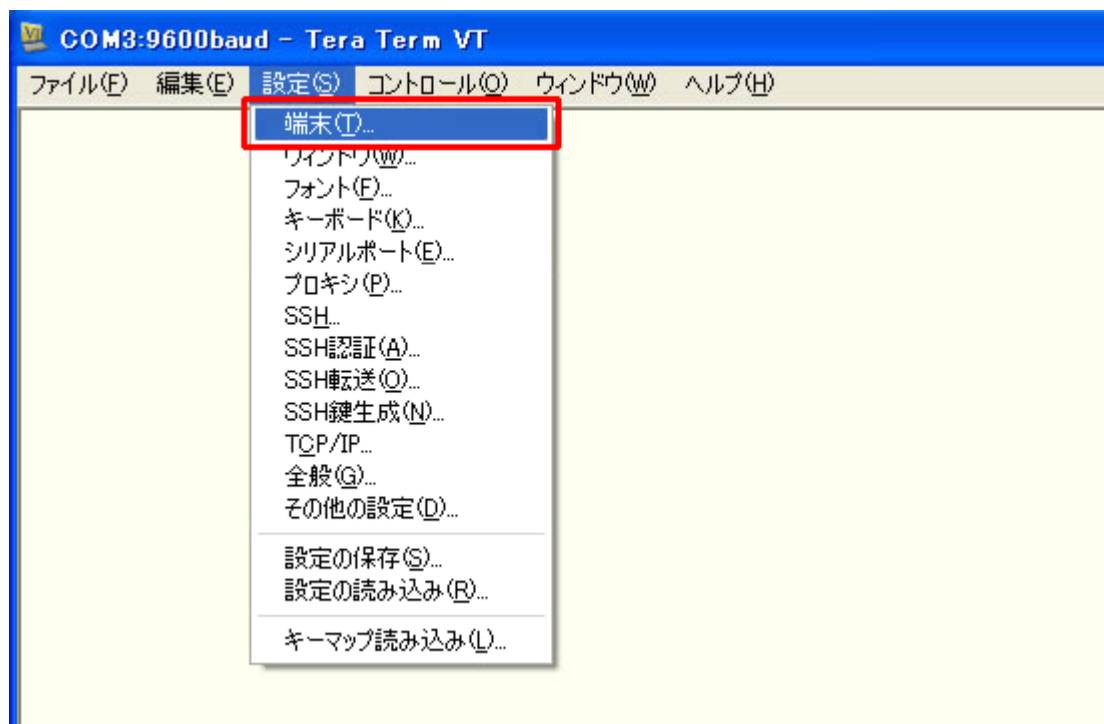 COM3:9600baud - Tera Term VT
ファイル(F) 編集(E) 設定(S) コントロール(O) ウィンドウ(W) ヘルプ(H)
端末(T)...
ウィンドウ(W)...
フォント(F)...
キーボード(K)...
シリアルポート(E)...
プロキシ(P)...
SSH...
SSH認証(A)...
SSH転送(O)...
SSH鍵生成(N)...
TCP/IP...
全般(G)...
その他の設定(D)...
設定の保存(S)...
設定の読み込み(R)...
キーマップ読み込み(L)...